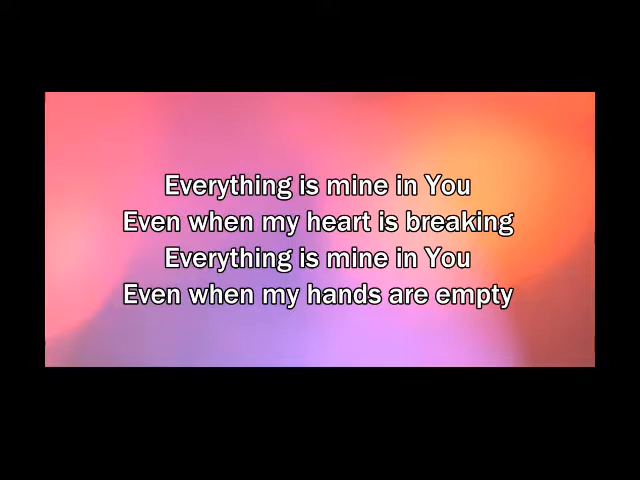 Everything is mine in You
Even when my heart is breaking
Everything is mine in You
Even when my hands are empty